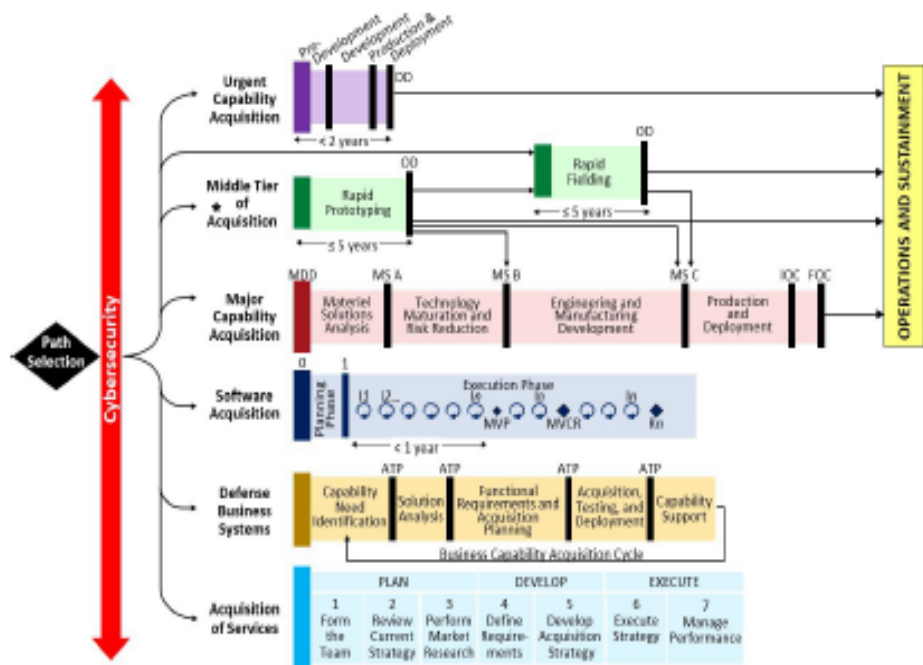 Pre-
Development
Development
Production &
Deployment
Urgent
Capability
Acquisition
OD
< 2 years
OD
Rapid
Fielding
≤ 5 years
Middle Tier
of
Acquisition
OD
Rapid
Prototyping
≤ 5 years
OPERATIONS AND SUSTAINMENT
Path
Selection
Cybersecurity
Major
Capability
Acquisition
MDD
MS A
MS B
MS C
IOC
FOC
Materiel
Solutions
Analysis
Technology
Maturation and
Risk Reduction
Engineering and
Manufacturing
Development
Production
and
Deployment
Software
Acquisition
0
1
Planning
Phase
Execution Phase
I1
I2...
In
In
In
MVP
MVCR
Rn
< 1 year
Defense
Business
Systems
ATP
ATP
ATP
ATP
Capability
Need
Identification
Solution
Analysis
Functional
Requirements and
Acquisition
Planning
Acquisition,
Testing, and
Deployment
Capability
Support
Business Capability Acquisition Cycle
Acquisition
of Services
PLAN
DEVELOP
EXECUTE
1
Form
the
Team
2
Review
Current
Strategy
3
Perform
Market
Research
4
Define
Require-
ments
5
Develop
Acquisition
Strategy
6
Execute
Strategy
7
Manage
Performance